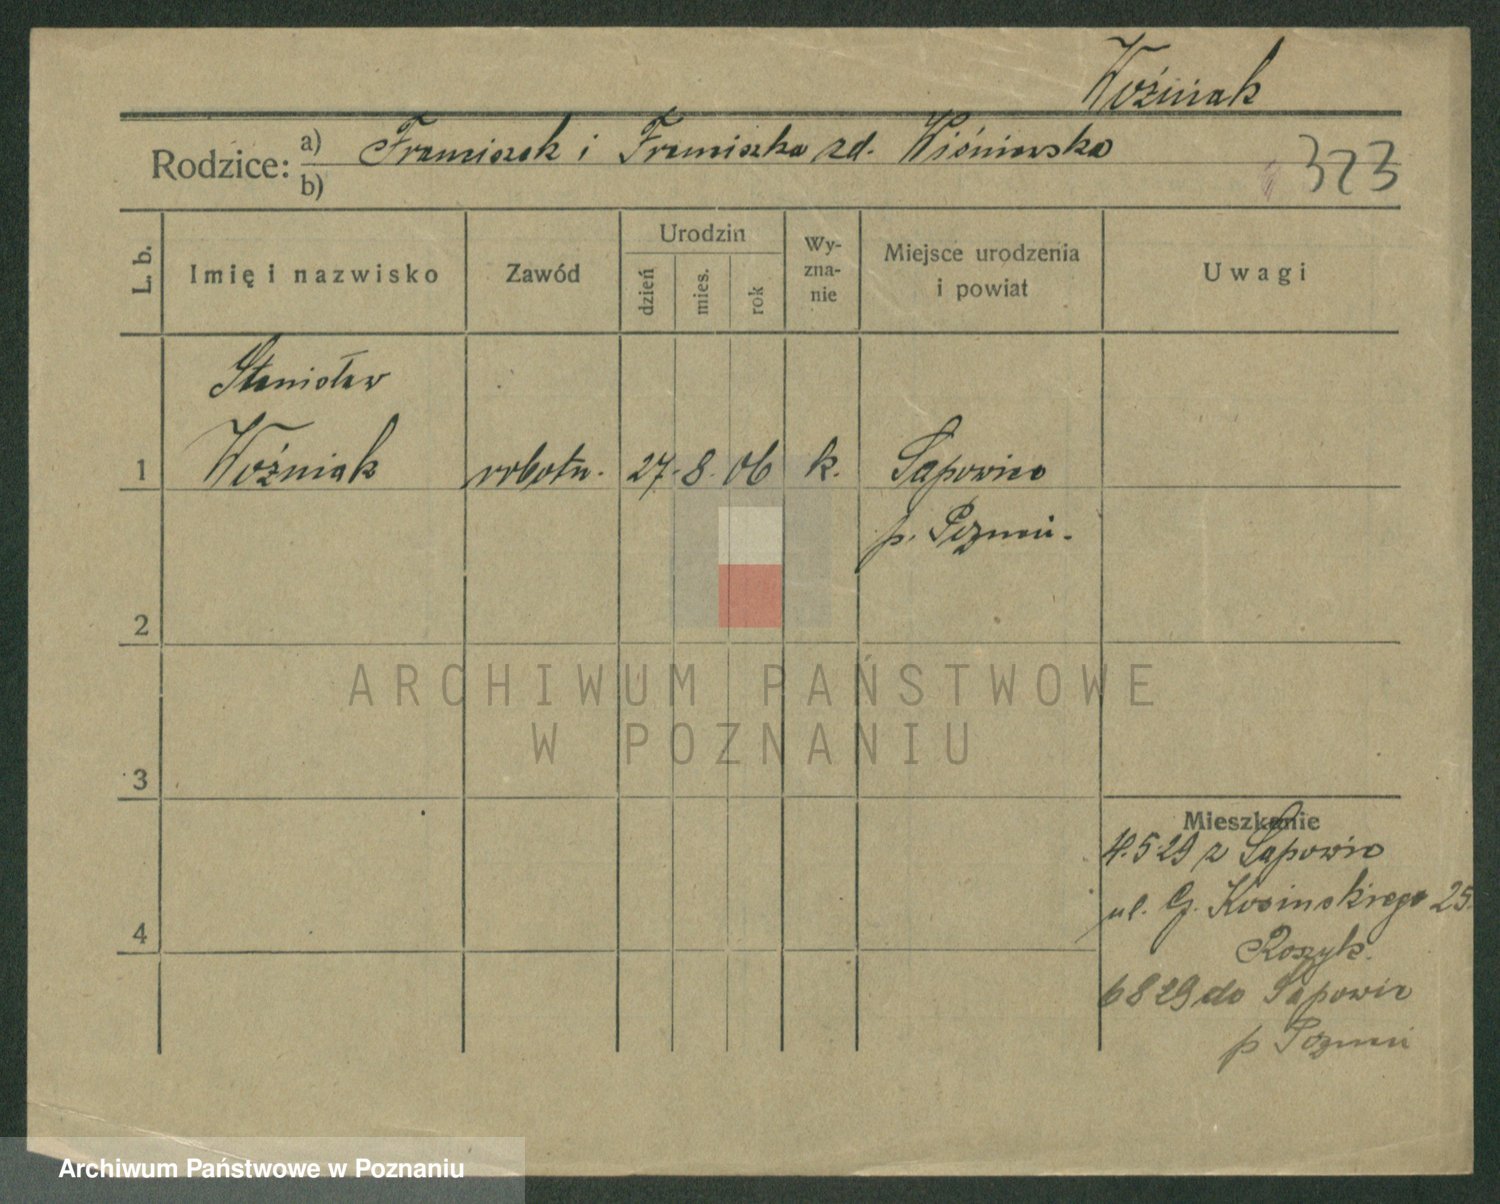 Woźniak
Rodzice: a) Franciszek i Franciszka zd. Wiśniewska
b)
323
L. b.
Imię i nazwisko
Zawód
Urodzin
dzień
mies.
rok
Wy-
zna-
nie
Miejsce urodzenia
i powiat
Uwagi
Stanisław
1 Woźniak robotn. 27. 8. 06 k. Sapowice
p. Poznań.
2
3
4
Mieszkanie
4.5 29 z Sapowic
ul. G. Kosińskiego 25.
Roszyk.
6 8 29 do Sapowic
p Poznań
ARCHIWUM PAŃSTWOWE
W POZNANIU
Archiwum Państwowe w Poznaniu